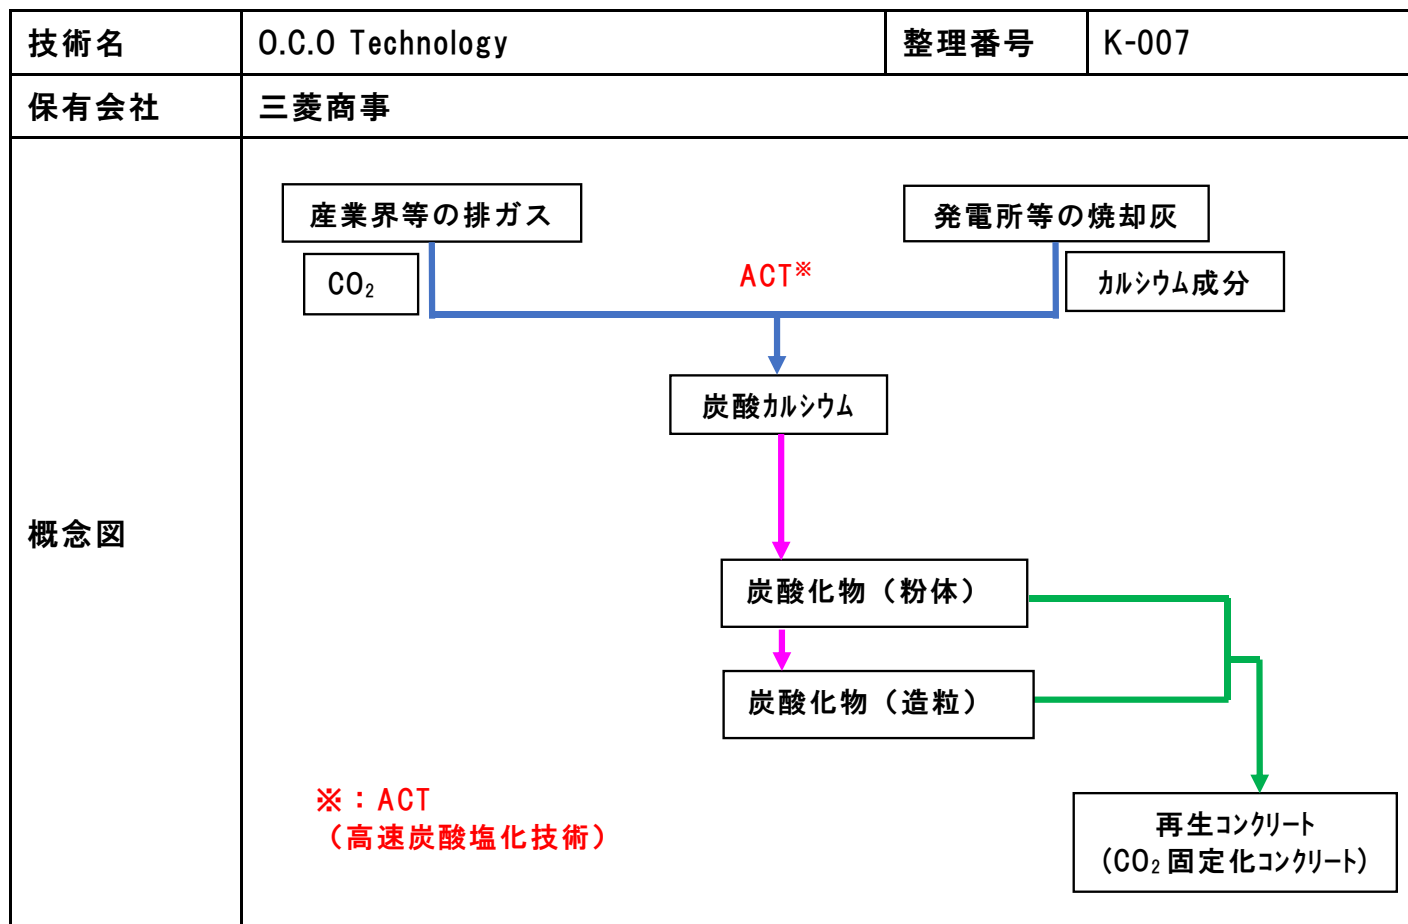 技術名 O.C.O Technology 整理番号 K-007
保有会社 三菱商事
概念図
産業界等の排ガス 発電所等の焼却灰
CO₂ ACT※ カルシウム成分
炭酸カルシウム
炭酸化物（粉体）
炭酸化物（造粒）
※：ACT
（高速炭酸塩化技術）
再生コンクリート
(CO₂固定化コンクリート)